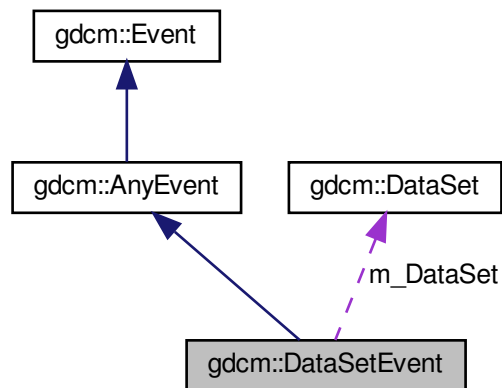 gdcm::Event
gdcm::AnyEvent
gdcm::DataSet
m_DataSet
gdcm::DataSetEvent